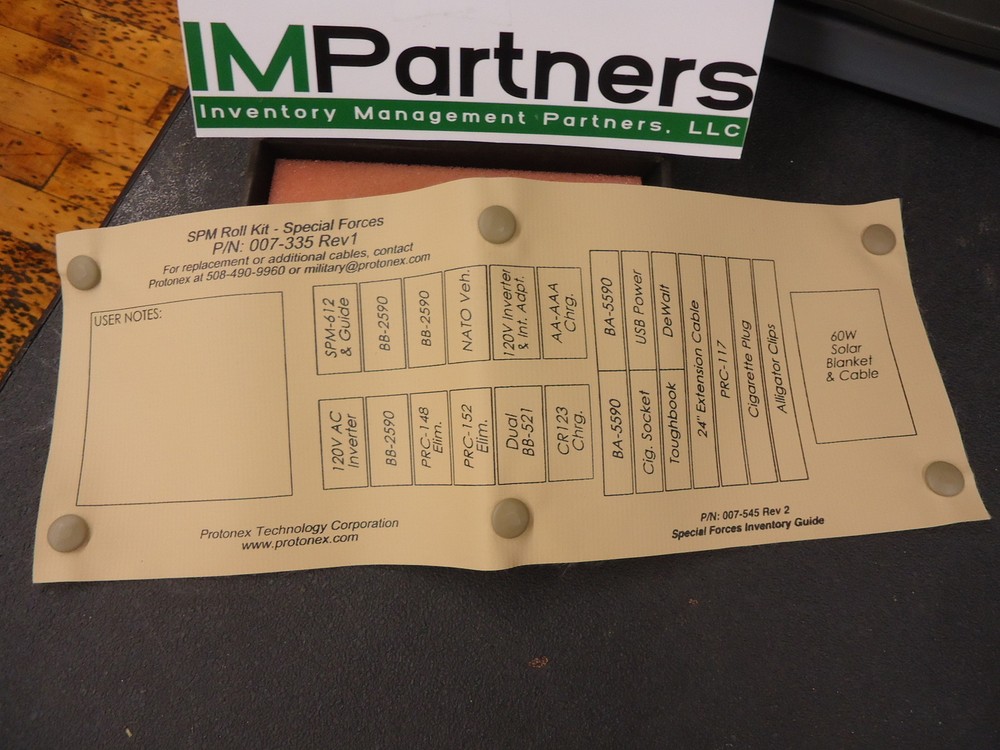 IMPartners
Inventory Management Partners, LLC
SPM Roll Kit - Special Forces
P/N: 007-335 Rev1
For replacement or additional cables, contact
Protonex at 508-490-9960 or military@protonex.com
USER NOTES:
SPM-612
& Guide
BB-2590
BB-2590
NATO Veh.
120V Inverter
& Int. Adpt.
AA-AAA
Chrg.
120V AC
Inverter
BB-2590
PRC-148
Elim.
PRC-152
Elim.
Dual
BB-521
CR123
Chrg.
BA-5590
USB Power
DeWalt
BA-5590
Cig. Socket
Toughbook
24" Extension Cable
PRC-117
Cigarette Plug
Alligator Clips
60W
Solar
Blanket
& Cable
Protonex Technology Corporation
www.protonex.com
P/N: 007-545 Rev 2
Special Forces Inventory Guide